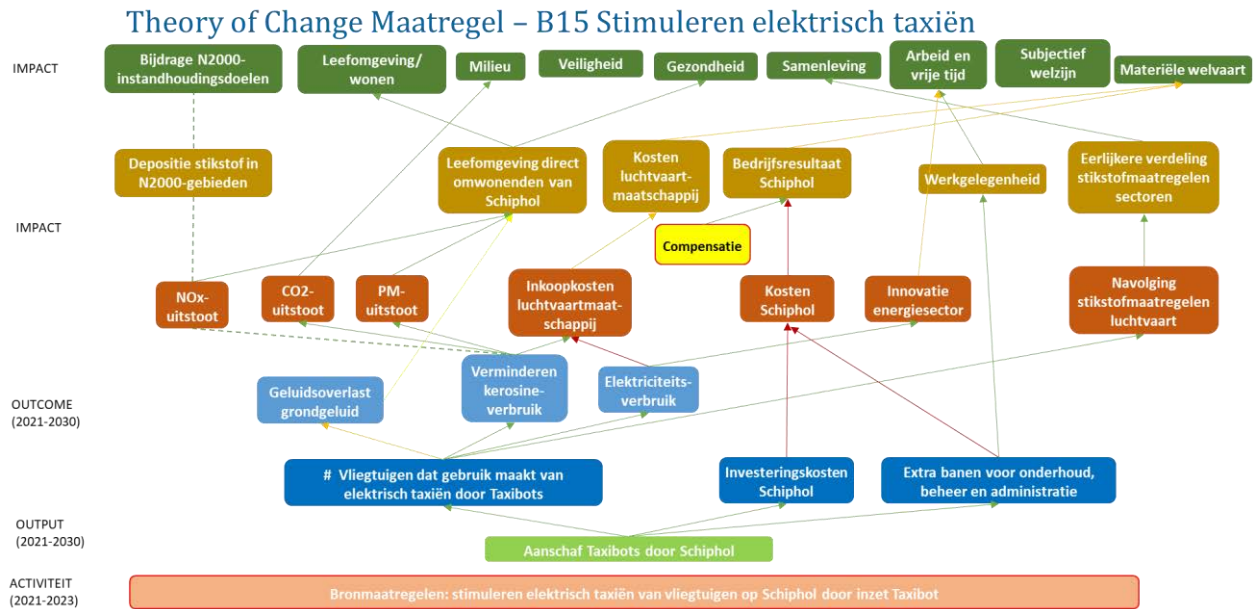 Theory of Change Maatregel – B15 Stimuleren elektrisch taxiën
IMPACT
Bijdrage N2000-
instandhoudingsdoelen
Leefomgeving/
wonen
Milieu
Veiligheid
Gezondheid
Samenleving
Arbeid en
vrije tijd
Subjectief
welzijn
Materiële welvaart
IMPACT
Depositie stikstof in
N2000-gebieden
Leefomgeving direct
omwonenden van
Schiphol
Kosten
luchtvaart-
maatschappij
Bedrijfsresultaat
Schiphol
Werkgelegenheid
Eerlijkere verdeling
stikstofmaatregelen
sectoren
Compensatie
NOx-
uitstoot
CO2-
uitstoot
PM-
uitstoot
Inkoopkosten
luchtvaartmaat-
schappij
Kosten
Schiphol
Innovatie
energiesector
Navolging
stikstofmaatregelen
luchtvaart
OUTCOME
(2021-2030)
Geluidsoverlast
grondgeluid
Verminderen
kerosine-
verbruik
Elektriciteits-
verbruik
# Vliegtuigen dat gebruik maakt van
elektrisch taxiën door Taxibots
Investeringskosten
Schiphol
Extra banen voor onderhoud,
beheer en administratie
OUTPUT
(2021-2030)
Aanschaf Taxibots door Schiphol
ACTIVITEIT
(2021-2023)
Bronmaatregelen: stimuleren elektrisch taxiën van vliegtuigen op Schiphol door inzet Taxibot